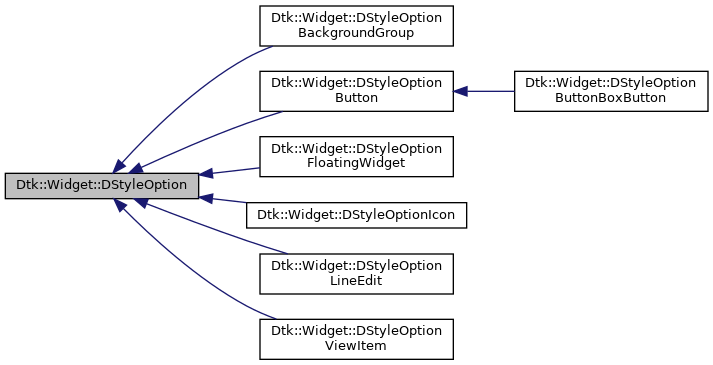 Dtk::Widget::DStyleOption
BackgroundGroup
Dtk::Widget::DStyleOption
Button
Dtk::Widget::DStyleOption
ButtonBoxButton
Dtk::Widget::DStyleOption
FloatingWidget
Dtk::Widget::DStyleOption
Dtk::Widget::DStyleOptionIcon
Dtk::Widget::DStyleOption
LineEdit
Dtk::Widget::DStyleOption
ViewItem